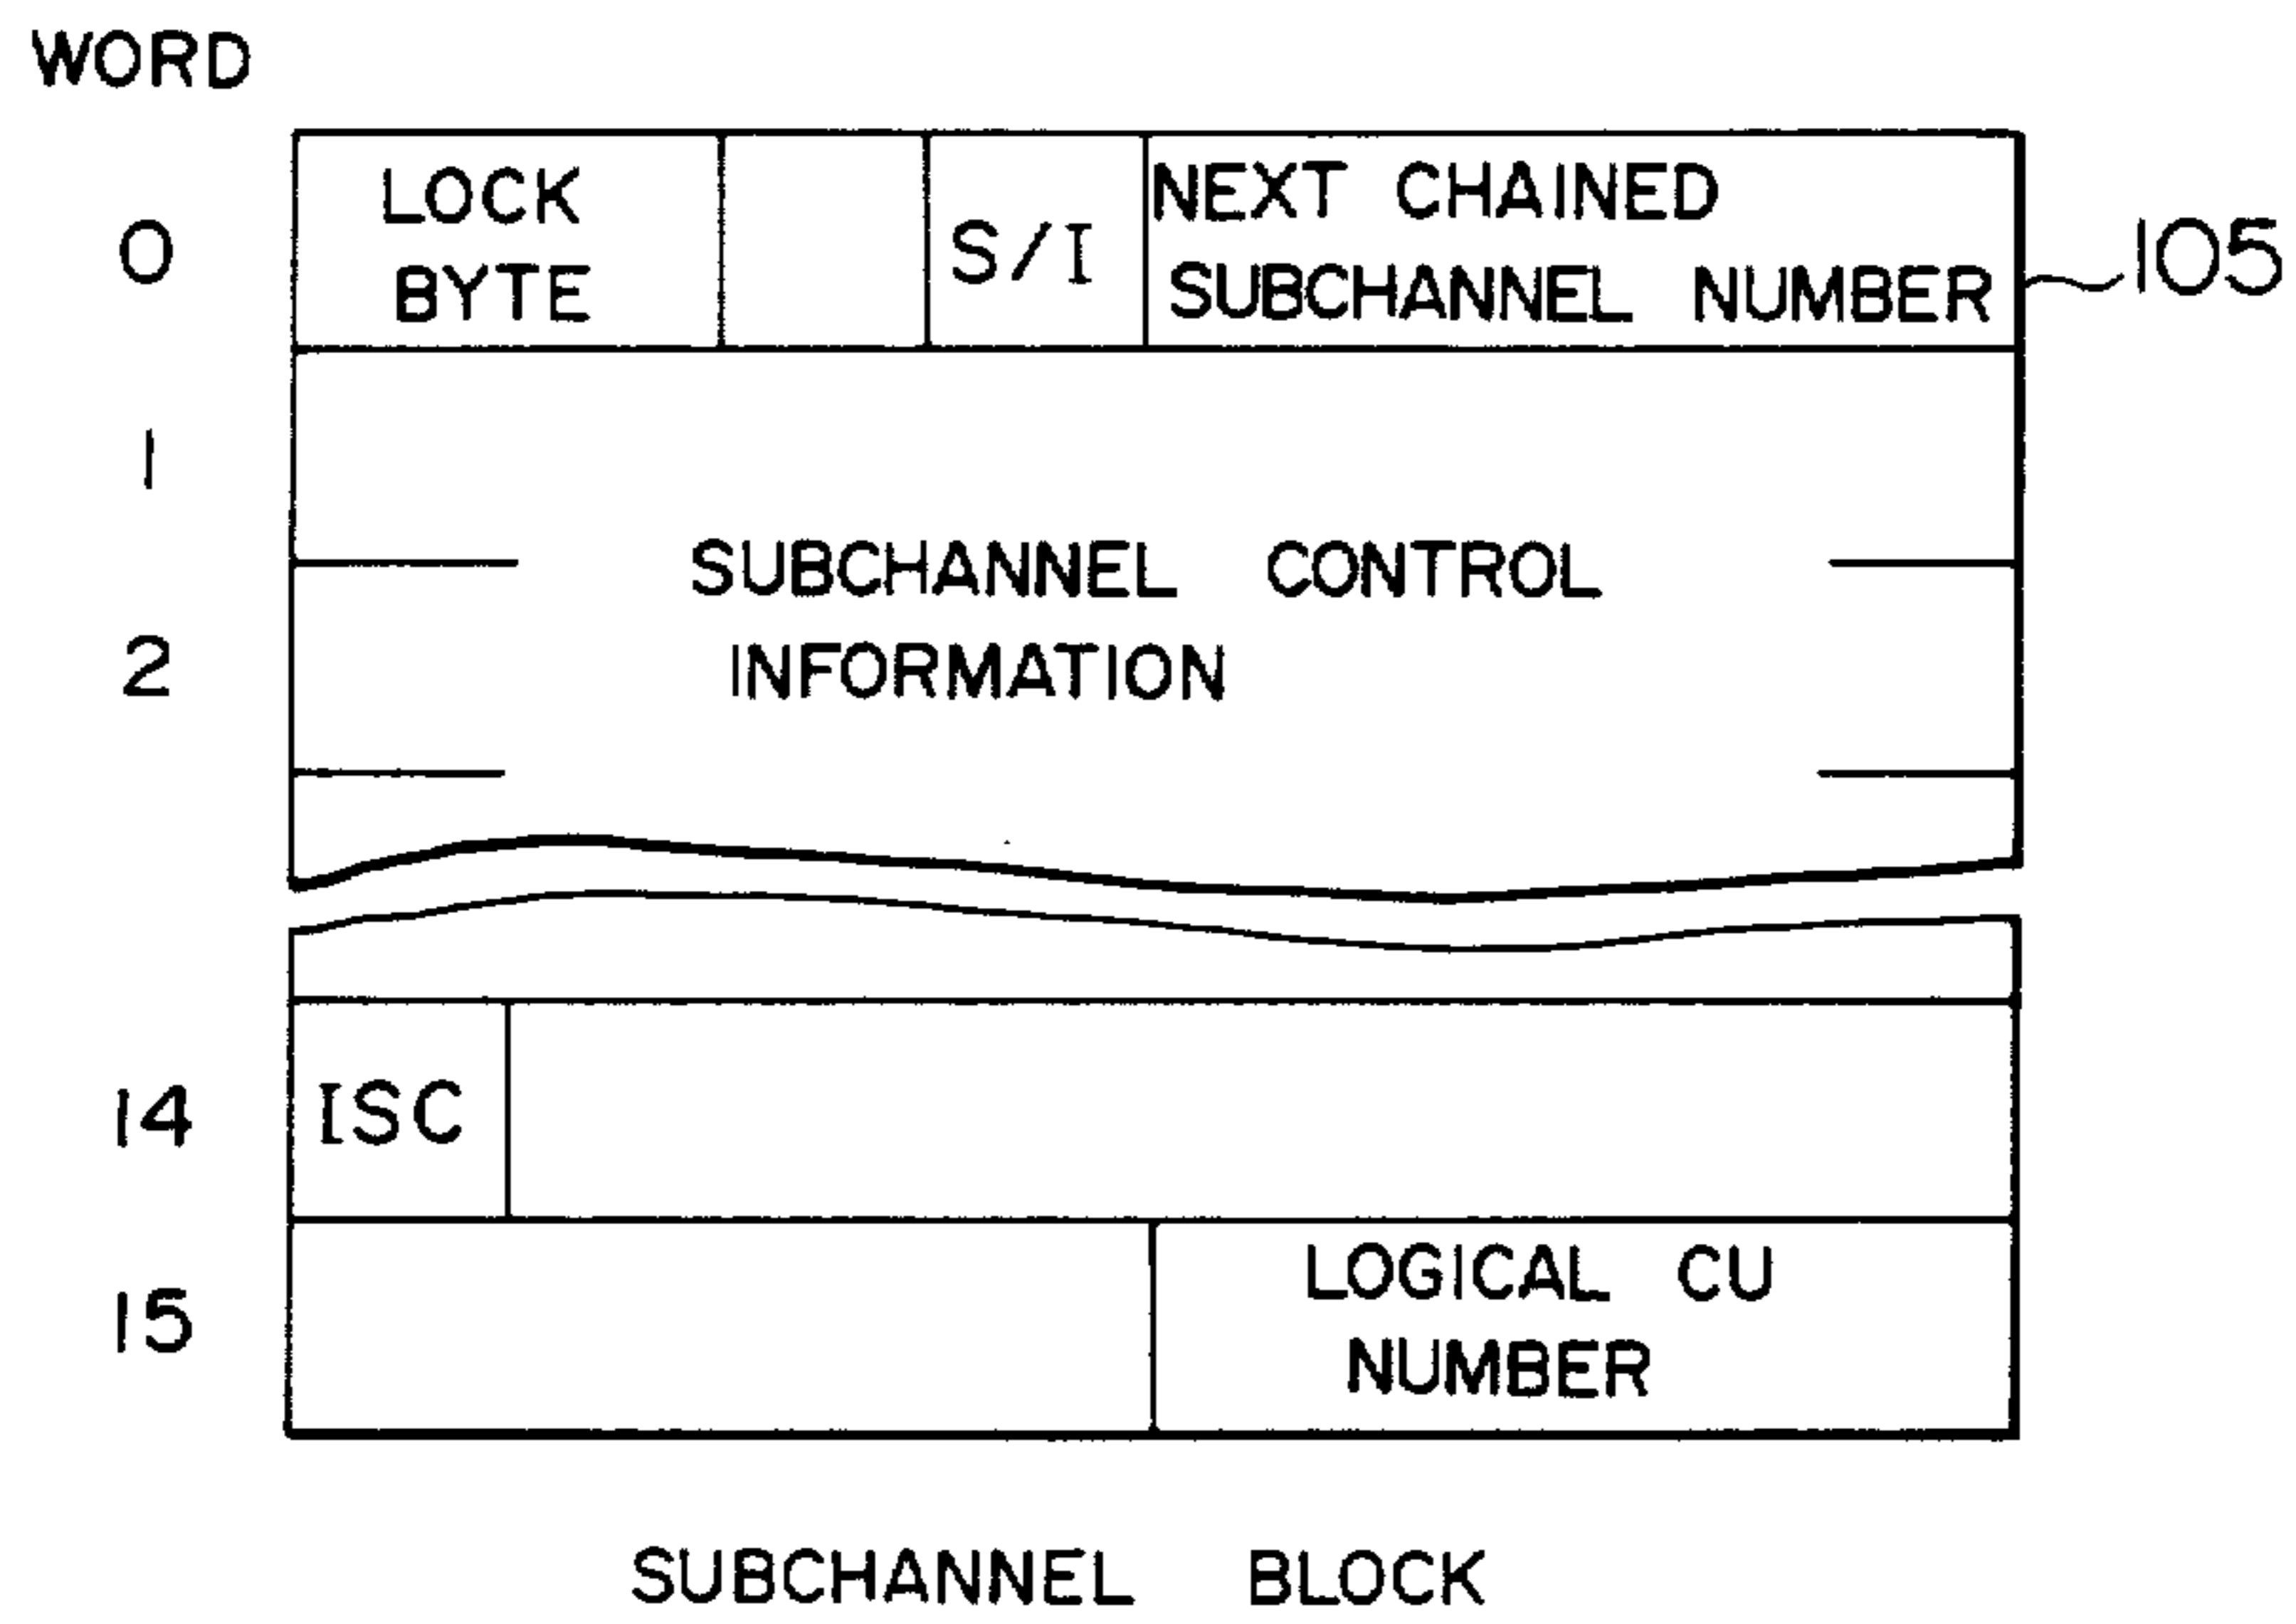 WORD
0
LOCK
BYTE
S/I
NEXT CHAINED
SUBCHANNEL NUMBER
105
1
SUBCHANNEL CONTROL
2
INFORMATION
14
ISC
15
LOGICAL CU
NUMBER
SUBCHANNEL BLOCK